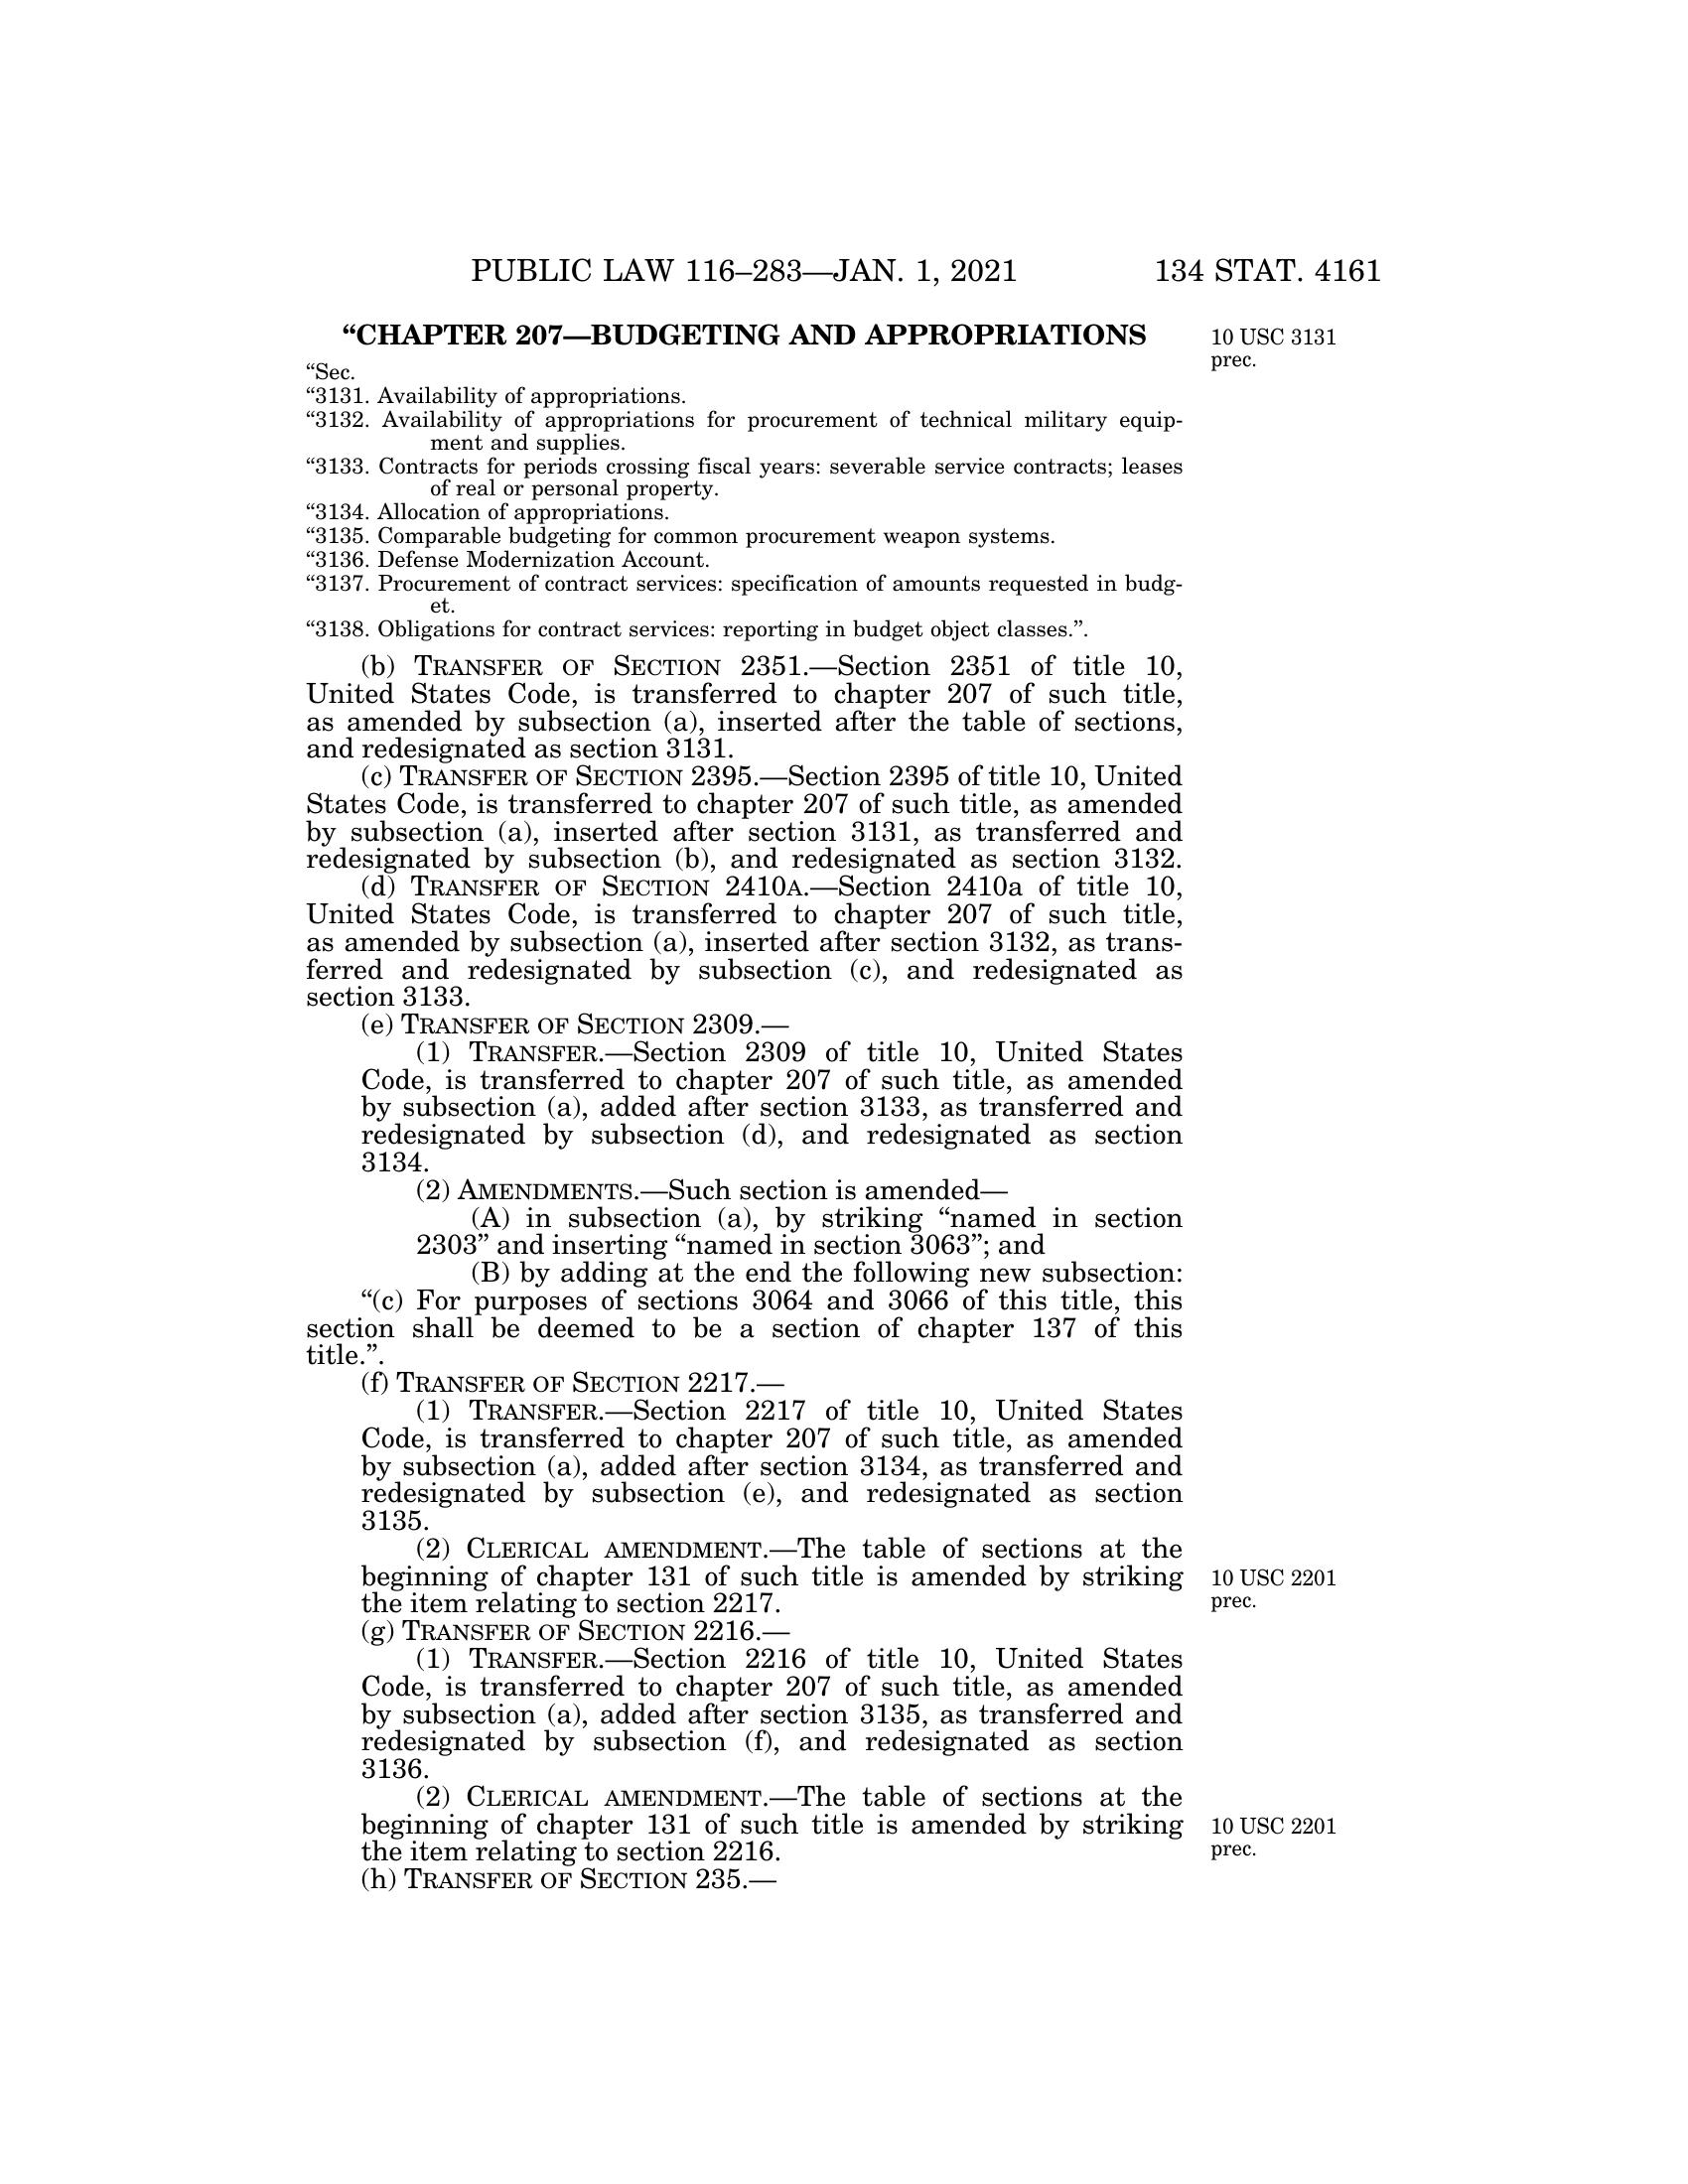 PUBLIC LAW 116–283—JAN. 1, 2021 134 STAT. 4161
“CHAPTER 207—BUDGETING AND APPROPRIATIONS
10 USC 3131
prec.
“Sec.
“3131. Availability of appropriations.
“3132. Availability of appropriations for procurement of technical military equip-
ment and supplies.
“3133. Contracts for periods crossing fiscal years: severable service contracts; leases
of real or personal property.
“3134. Allocation of appropriations.
“3135. Comparable budgeting for common procurement weapon systems.
“3136. Defense Modernization Account.
“3137. Procurement of contract services: specification of amounts requested in budg-
et.
“3138. Obligations for contract services: reporting in budget object classes.”.
(b) TRANSFER OF SECTION 2351.—Section 2351 of title 10,
United States Code, is transferred to chapter 207 of such title,
as amended by subsection (a), inserted after the table of sections,
and redesignated as section 3131.
(c) TRANSFER OF SECTION 2395.—Section 2395 of title 10, United
States Code, is transferred to chapter 207 of such title, as amended
by subsection (a), inserted after section 3131, as transferred and
redesignated by subsection (b), and redesignated as section 3132.
(d) TRANSFER OF SECTION 2410A.—Section 2410a of title 10,
United States Code, is transferred to chapter 207 of such title,
as amended by subsection (a), inserted after section 3132, as trans-
ferred and redesignated by subsection (c), and redesignated as
section 3133.
(e) TRANSFER OF SECTION 2309.—
(1) TRANSFER.—Section 2309 of title 10, United States
Code, is transferred to chapter 207 of such title, as amended
by subsection (a), added after section 3133, as transferred and
redesignated by subsection (d), and redesignated as section
3134.
(2) AMENDMENTS.—Such section is amended—
(A) in subsection (a), by striking “named in section
2303” and inserting “named in section 3063”; and
(B) by adding at the end the following new subsection:
“(c) For purposes of sections 3064 and 3066 of this title, this
section shall be deemed to be a section of chapter 137 of this
title.”.
(f) TRANSFER OF SECTION 2217.—
(1) TRANSFER.—Section 2217 of title 10, United States
Code, is transferred to chapter 207 of such title, as amended
by subsection (a), added after section 3134, as transferred and
redesignated by subsection (e), and redesignated as section
3135.
(2) CLERICAL AMENDMENT.—The table of sections at the
beginning of chapter 131 of such title is amended by striking
the item relating to section 2217.
10 USC 2201
prec.
(g) TRANSFER OF SECTION 2216.—
(1) TRANSFER.—Section 2216 of title 10, United States
Code, is transferred to chapter 207 of such title, as amended
by subsection (a), added after section 3135, as transferred and
redesignated by subsection (f), and redesignated as section
3136.
(2) CLERICAL AMENDMENT.—The table of sections at the
beginning of chapter 131 of such title is amended by striking
the item relating to section 2216.
10 USC 2201
prec.
(h) TRANSFER OF SECTION 235.—